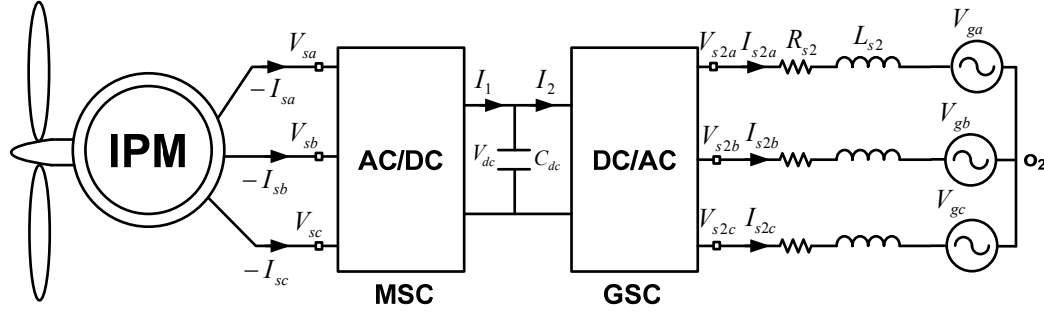 V_sa
-I_sa
V_sb
-I_sb
V_sc
-I_sc
IPM
AC/DC
MSC
I_1
I_2
V_dc
C_dc
DC/AC
GSC
V_s2a
I_s2a
R_s2
L_s2
V_ga
V_s2b
I_s2b
V_gb
V_s2c
I_s2c
V_gc
o_2